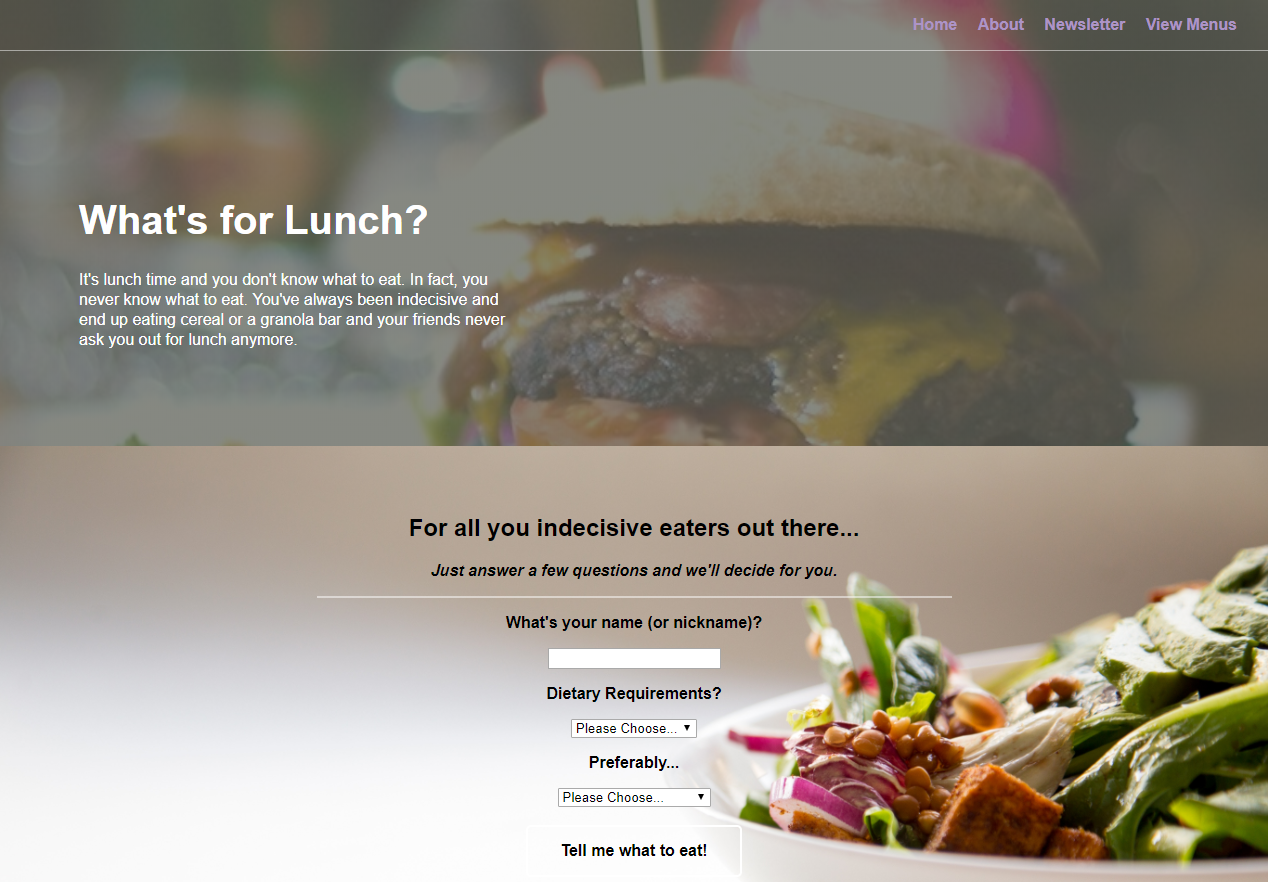 Home About Newsletter View Menus
What's for Lunch?
It's lunch time and you don't know what to eat. In fact, you
never know what to eat. You've always been indecisive and
end up eating cereal or a granola bar and your friends never
ask you out for lunch anymore.
For all you indecisive eaters out there...
Just answer a few questions and we'll decide for you.
What's your name (or nickname)?
Dietary Requirements?
Please Choose...
Preferably...
Please Choose...
Tell me what to eat!